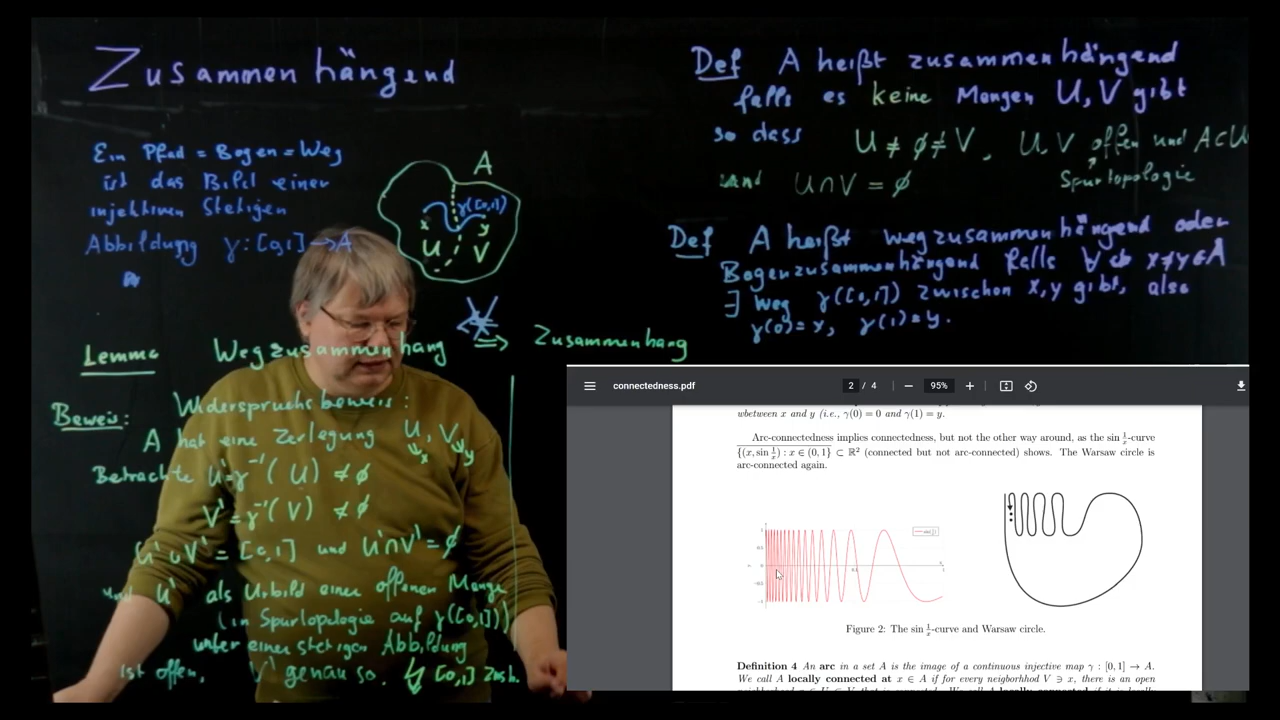 Zusammenhängend
Ein Pfad = Bogen = Weg
ist das Bild einer
injektiven Stetigen
Abbildung γ: [0,1] → A
A
γ([0,1])
x
y
U
V
Lemma Wegzusammenhang ⇒ Zusammenhang
Beweis: Widerspruchsbeweis:
A hat eine Zerlegung U, V
x y
Betrachte U' = γ⁻¹(U) ≠ ∅
V' = γ⁻¹(V) ≠ ∅
U' ∪ V' = [0,1] und U' ∩ V' = ∅
und U' als Urbild einer offenen Menge
(in Spurtopologie auf γ([0,1]))
unter einer stetigen Abbildung
ist offen, V' genau so. ↯ [0,1] zush.
Def A heißt zusammenhängend
falls es keine Mengen U, V gibt
so dass U ≠ ∅ ≠ V, U, V offen und A⊂U
Spurtopologie
und U ∩ V = ∅
Def A heißt wegzusammenhängend oder
Bogenzusammenhängend falls ∀ x≠y∈A
∃ Weg γ([0,1]) zwischen x,y gibt, also
γ(0)=x, γ(1)=y.
connectedness.pdf 2 / 4 95%
wbetween x and y (i.e., γ(0) = 0 and γ(1) = y.
Arc-connectedness implies connectedness, but not the other way around, as the sin 1/x-curve
{(x, sin 1/x) : x ∈ (0, 1} ⊂ ℝ² (connected but not arc-connected) shows. The Warsaw circle is
arc-connected again.
Figure 2: The sin 1/x-curve and Warsaw circle.
Definition 4 An arc in a set A is the image of a continuous injective map γ : [0, 1] → A.
We call A locally connected at x ∈ A if for every neigborhhod V ∋ x, there is an open